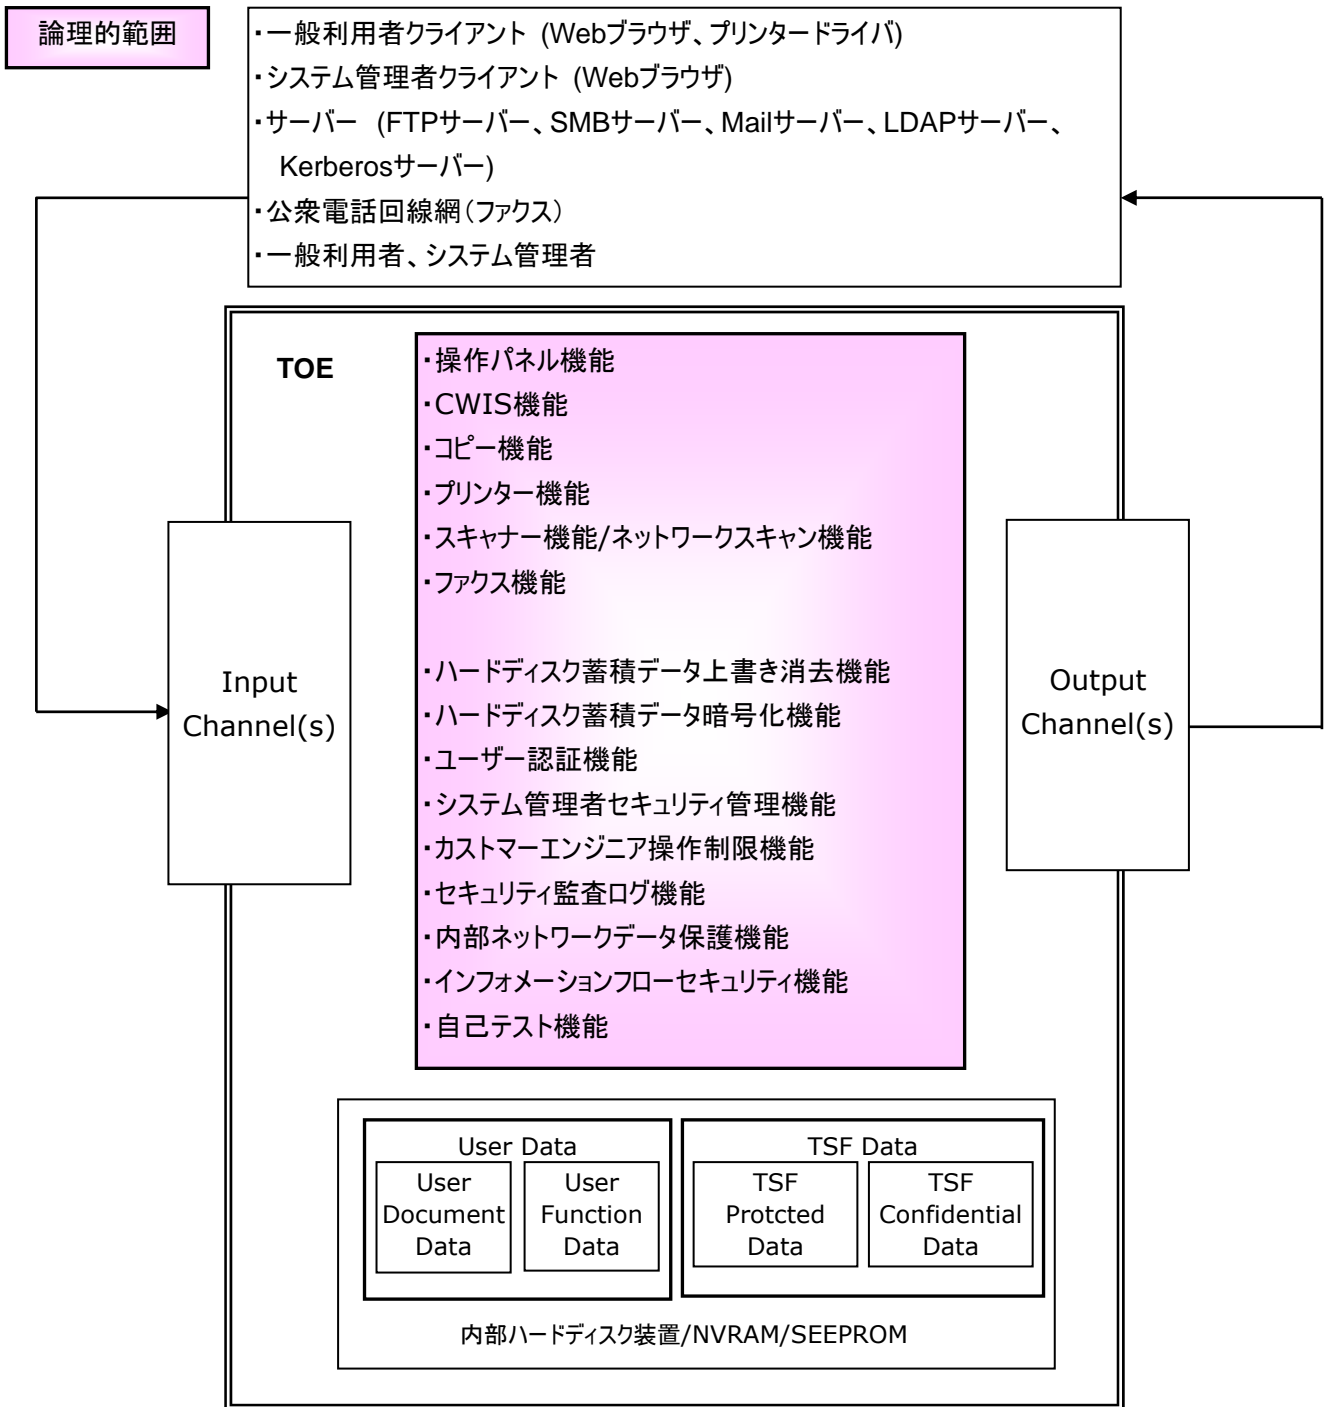 論理的範囲
・一般利用者クライアント (Webブラウザ、プリンタードライバ)
・システム管理者クライアント (Webブラウザ)
・サーバー (FTPサーバー、SMBサーバー、Mailサーバー、LDAPサーバー、
Kerberosサーバー)
・公衆電話回線網(ファクス)
・一般利用者、システム管理者
TOE
・操作パネル機能
・CWIS機能
・コピー機能
・プリンター機能
・スキャナー機能/ネットワークスキャン機能
・ファクス機能
・ハードディスク蓄積データ上書き消去機能
・ハードディスク蓄積データ暗号化機能
・ユーザー認証機能
・システム管理者セキュリティ管理機能
・カストマーエンジニア操作制限機能
・セキュリティ監査ログ機能
・内部ネットワークデータ保護機能
・インフォメーションフローセキュリティ機能
・自己テスト機能
Input
Channel(s)
Output
Channel(s)
User Data
User
Document
Data
User
Function
Data
TSF Data
TSF
Protcted
Data
TSF
Confidential
Data
内部ハードディスク装置/NVRAM/SEEPROM